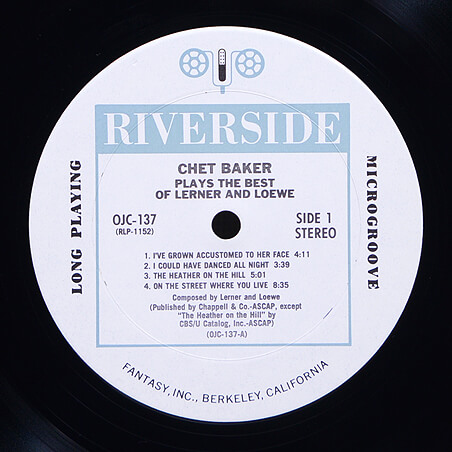 RIVERSIDE
CHET BAKER
PLAYS THE BEST
OF LERNER AND LOEWE
OJC-137
(RLP-1152)
SIDE 1
STEREO
LONG PLAYING
MICROGROOVE
1. I'VE GROWN ACCUSTOMED TO HER FACE 4:11
2. I COULD HAVE DANCED ALL NIGHT 3:39
3. THE HEATHER ON THE HILL 5:01
4. ON THE STREET WHERE YOU LIVE 8:35
Composed by Lerner and Loewe
(Published by Chappell & Co.-ASCAP, except
"The Heather on the Hill" by
CBS/U Catalog, Inc.-ASCAP)
(OJC-137-A)
FANTASY, INC., BERKELEY, CALIFORNIA